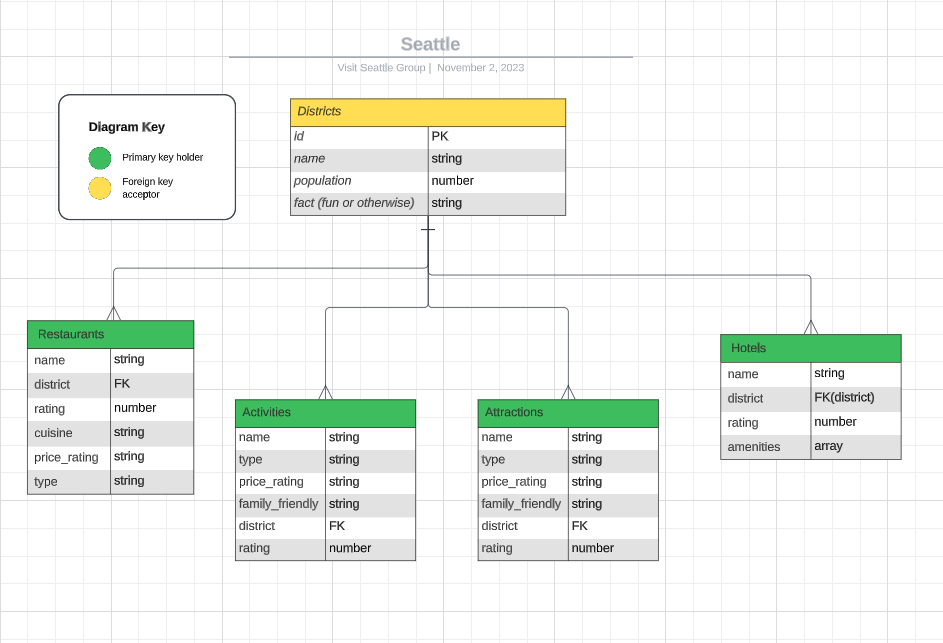 Seattle
Visit Seattle Group | November 2, 2023
Diagram Key
Primary key holder
Foreign key
acceptor
Districts
id PK
name string
population number
fact (fun or otherwise) string
Restaurants
name string
district FK
rating number
cuisine string
price_rating string
type string
Activities
name string
type string
price_rating string
family_friendly string
district FK
rating number
Attractions
name string
type string
price_rating string
family_friendly string
district FK
rating number
Hotels
name string
district FK(district)
rating number
amenities array